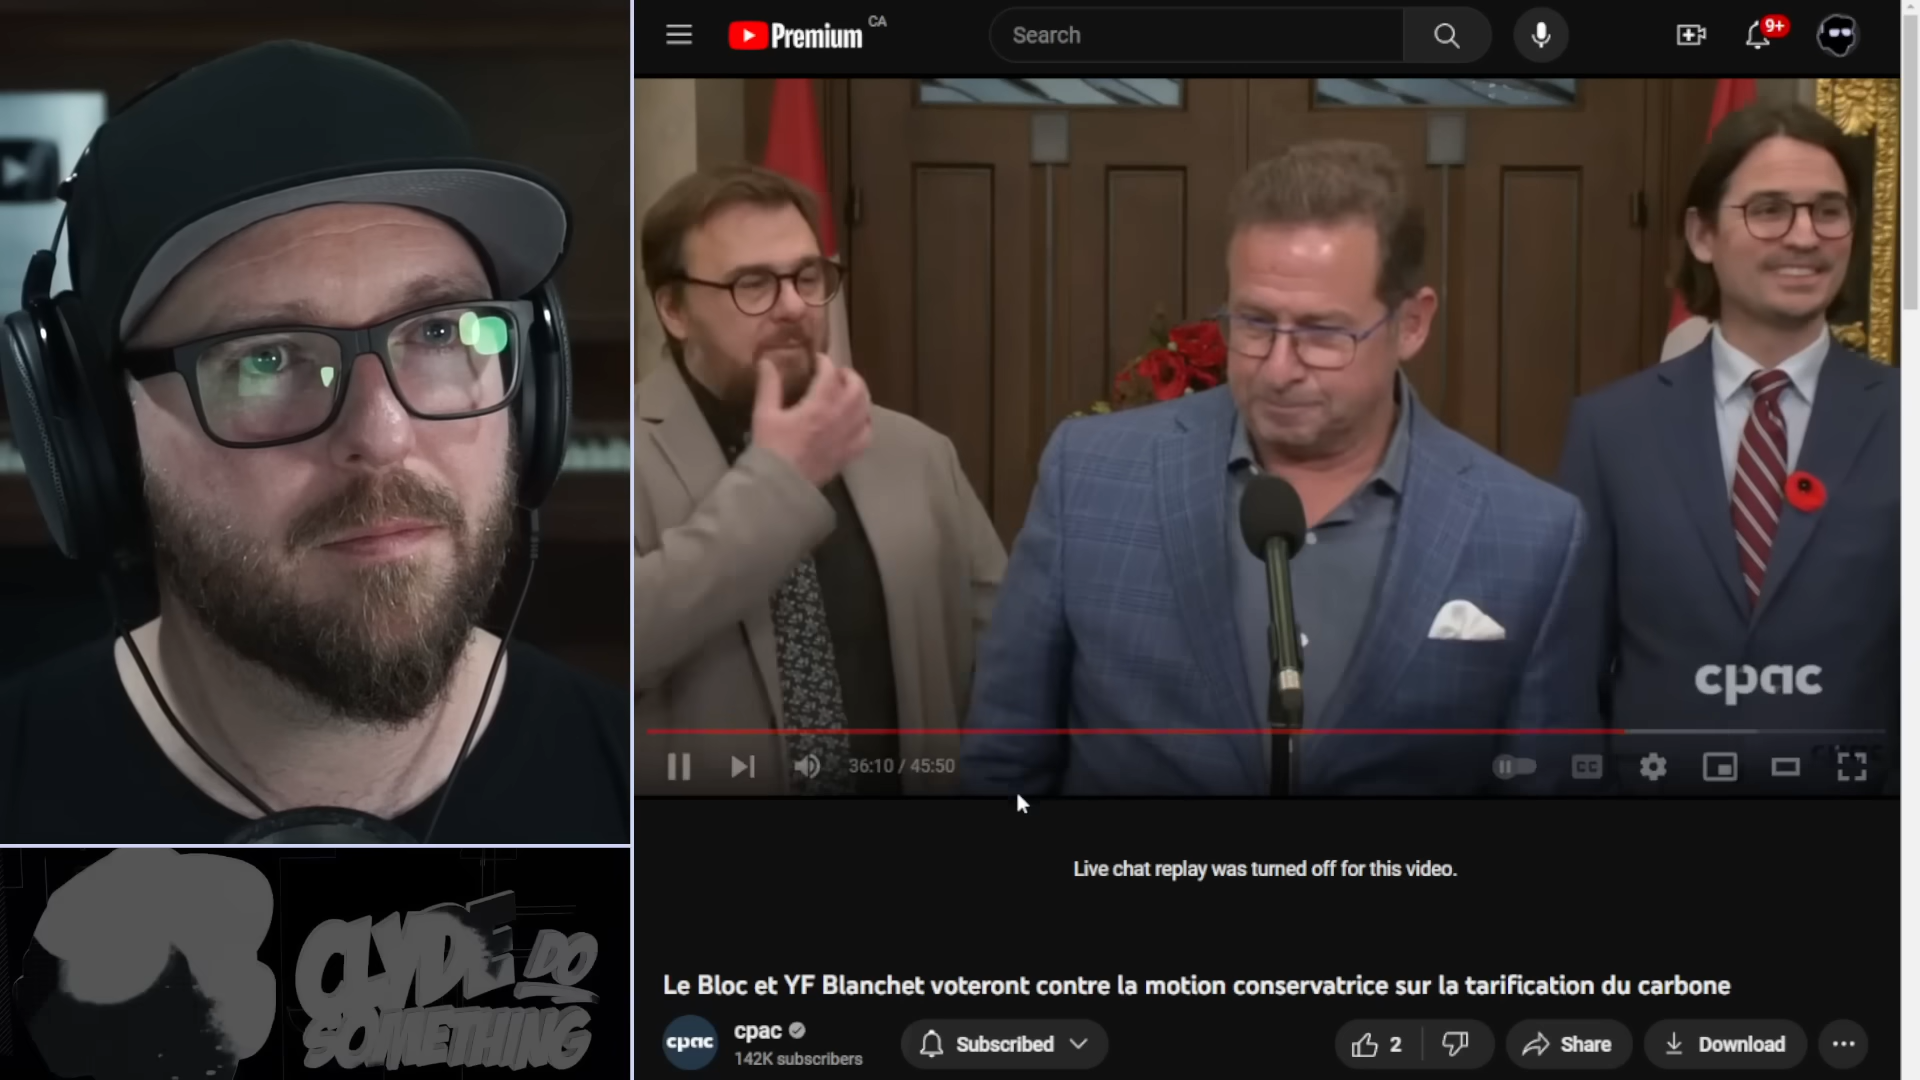 Premium CA
Search
9+
cpac
36:10 / 45:50
CC
Live chat replay was turned off for this video.
Le Bloc et YF Blanchet voteront contre la motion conservatrice sur la tarification du carbone
cpac
cpac
142K subscribers
Subscribed
2
Share
Download
CLYDE DO
SOMETHING